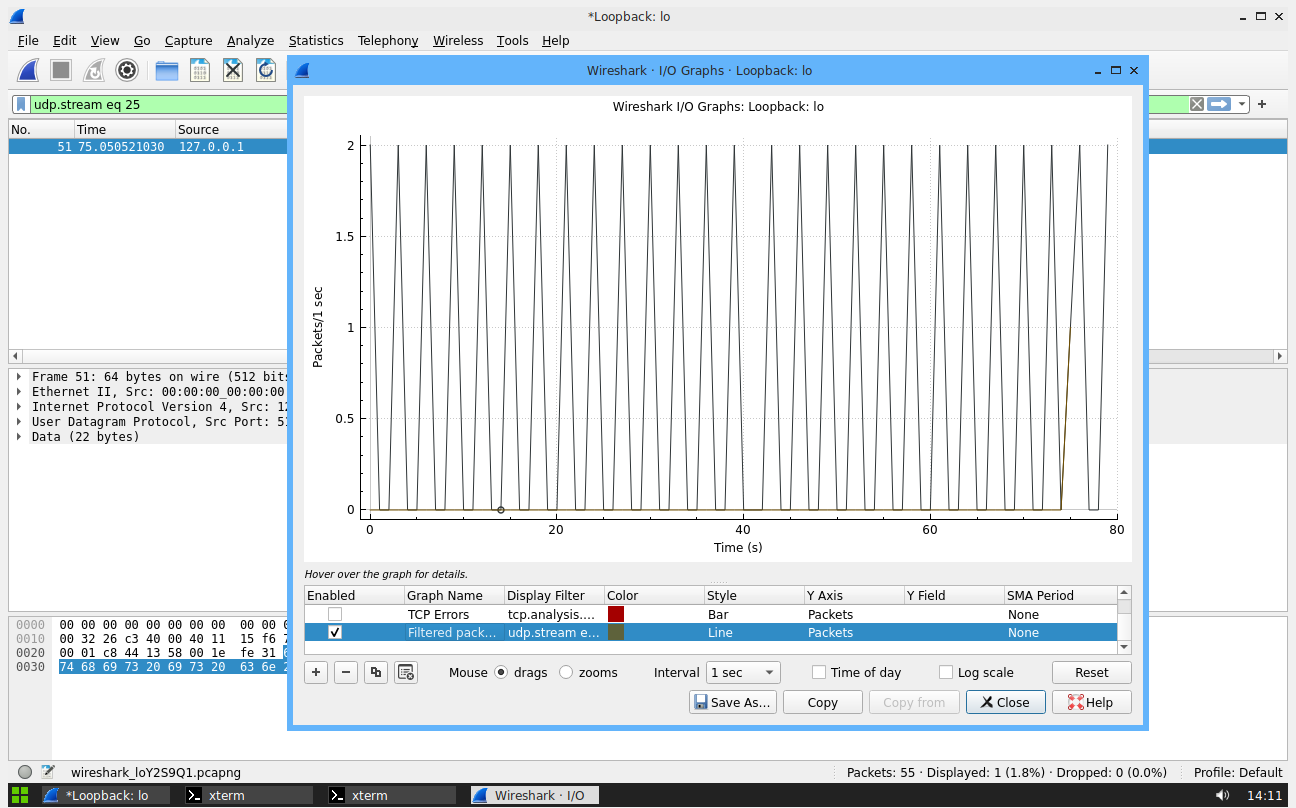 *Loopback: lo
File Edit View Go Capture Analyze Statistics Telephony Wireless Tools Help
udp.stream eq 25
No. Time Source
51 75.050521030 127.0.0.1
Frame 51: 64 bytes on wire (512 bits
Ethernet II, Src: 00:00:00_00:00:00
Internet Protocol Version 4, Src: 12
User Datagram Protocol, Src Port: 51
Data (22 bytes)
0000 00 00 00 00 00 00 00 00 00 00 0
0010 00 32 26 c3 40 00 40 11 15 f6 7
0020 00 01 c8 44 13 58 00 1e fe 31
0030 74 68 69 73 20 69 73 20 63 6e 2
Wireshark · I/O Graphs · Loopback: lo
Wireshark I/O Graphs: Loopback: lo
Packets/1 sec
2
1.5
1
0.5
0
0 20 40 60 80
Time (s)
Hover over the graph for details.
Enabled Graph Name Display Filter Color Style Y Axis Y Field SMA Period
TCP Errors tcp.analysis.... Bar Packets None
Filtered pack... udp.stream e... Line Packets None
Mouse drags zooms Interval 1 sec Time of day Log scale Reset
Save As... Copy Copy from Close Help
wireshark_loY2S9Q1.pcapng Packets: 55 · Displayed: 1 (1.8%) · Dropped: 0 (0.0%) Profile: Default
*Loopback: lo xterm xterm Wireshark · I/O 14:11